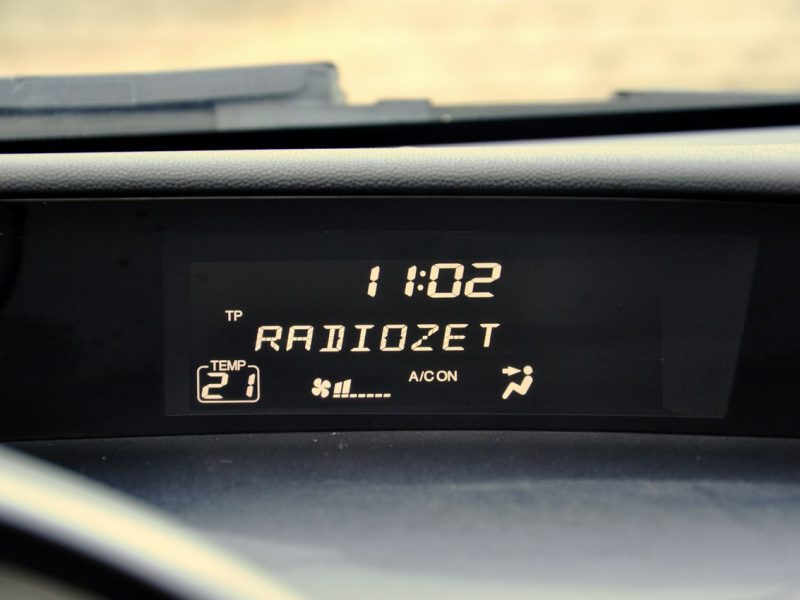 11:02
TP
RADIOZET
TEMP
21
A/C ON